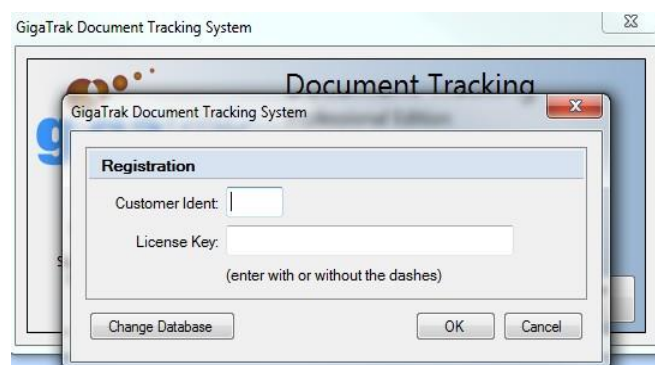 GigaTrak Document Tracking System
Document Tracking
GigaTrak Document Tracking System
Registration
Customer Ident:
License Key:
(enter with or without the dashes)
Change Database
OK
Cancel